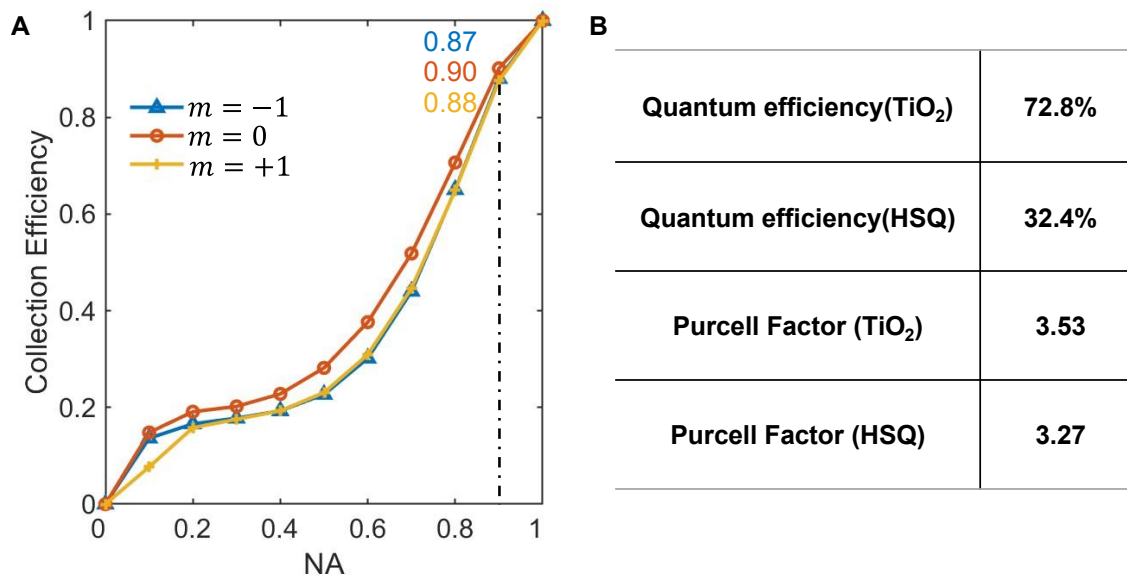 A
1
0.8
0.6
0.4
0.2
0
Collection Efficiency
0
0.2
0.4
0.6
0.8
1
NA
m = −1
m = 0
m = +1
0.87
0.90
0.88
B
Quantum efficiency(TiO₂) 72.8%
Quantum efficiency(HSQ) 32.4%
Purcell Factor (TiO₂) 3.53
Purcell Factor (HSQ) 3.27